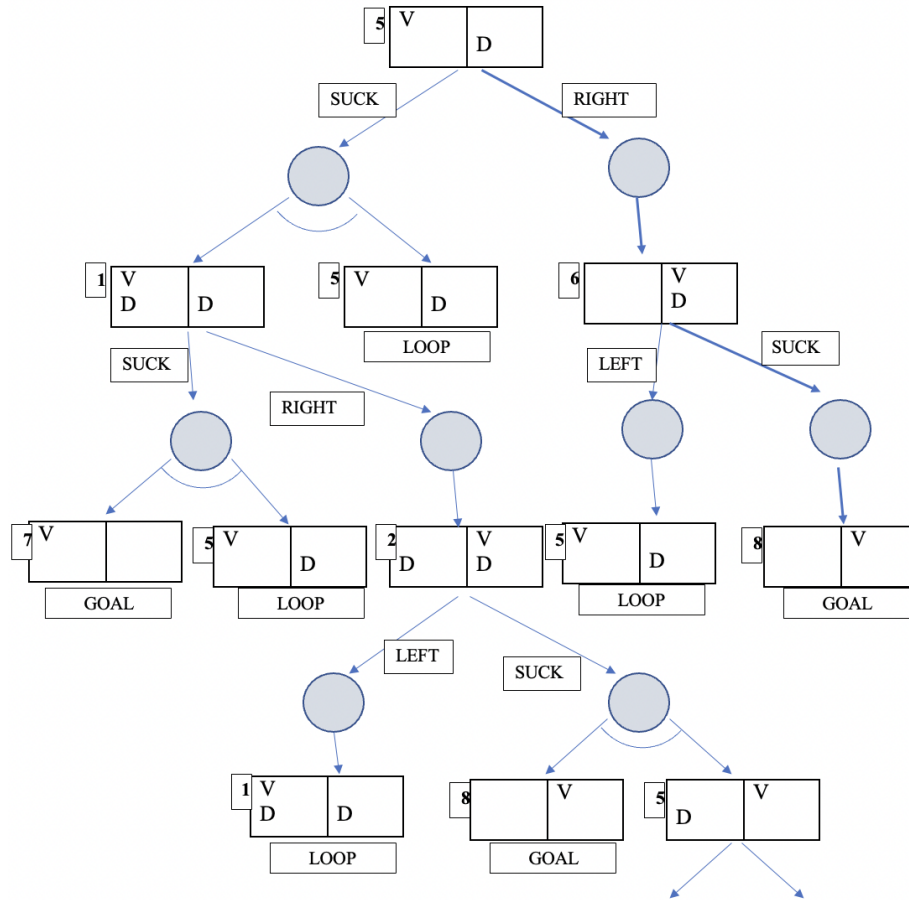 5 V
D
SUCK RIGHT
1 V
D D
5 V
D
LOOP
6 V
D
SUCK
RIGHT
LEFT
SUCK
7 V
GOAL
5 V
D
LOOP
2 V
D D
5 V
D
LOOP
8 V
GOAL
LEFT
SUCK
1 V
D D
LOOP
8 V
GOAL
5 V
D